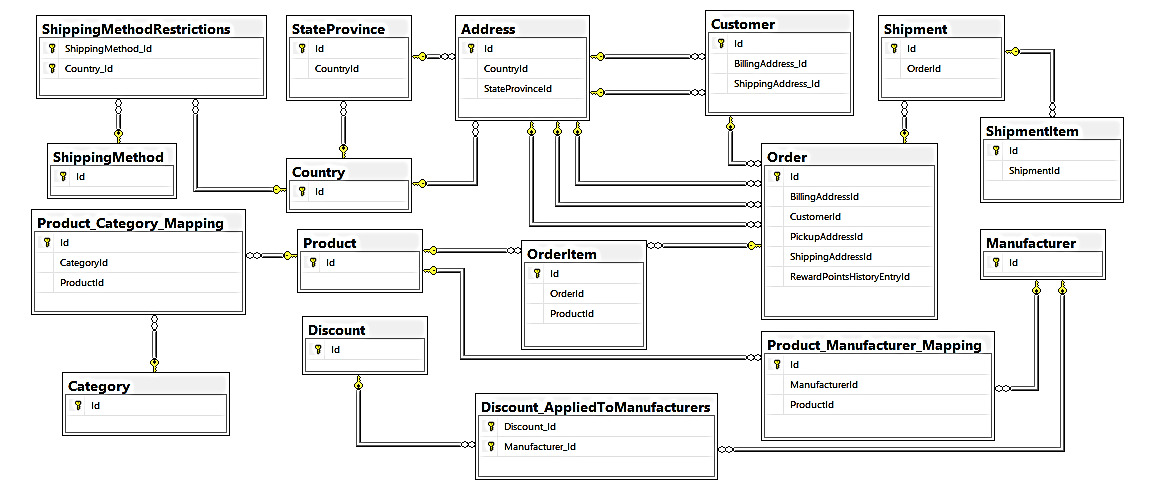 ShippingMethodRestrictions
ShippingMethod_Id
Country_Id
StateProvince
Id
CountryId
Address
Id
CountryId
StateProvinceId
Customer
Id
BillingAddress_Id
ShippingAddress_Id
Shipment
Id
OrderId
ShipmentItem
Id
ShipmentId
ShippingMethod
Id
Country
Id
Order
Id
BillingAddressId
CustomerId
PickupAddressId
ShippingAddressId
RewardPointsHistoryEntryId
Product_Category_Mapping
Id
CategoryId
ProductId
Product
Id
OrderItem
Id
OrderId
ProductId
Manufacturer
Id
Discount
Id
Product_Manufacturer_Mapping
Id
ManufacturerId
ProductId
Category
Id
Discount_AppliedToManufacturers
Discount_Id
Manufacturer_Id